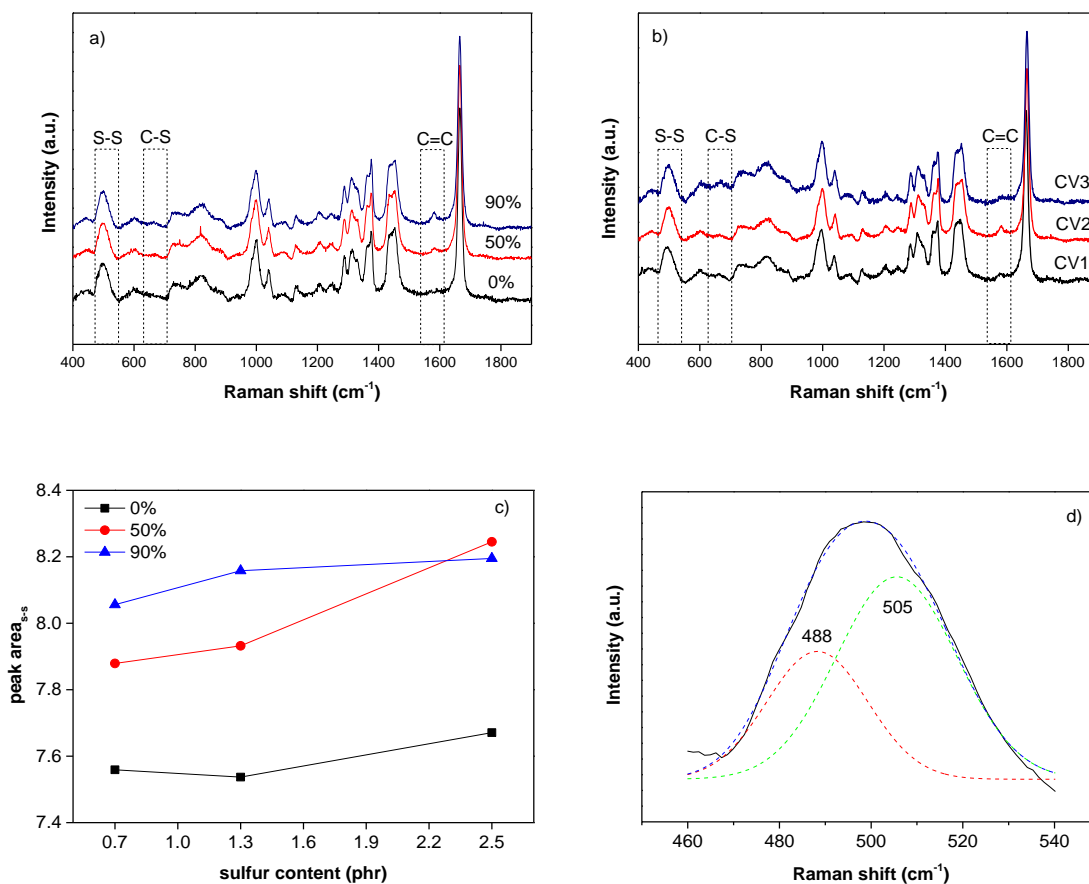 a)
S-S
C-S
C=C
90%
50%
0%
Intensity (a.u.)
400 600 800 1000 1200 1400 1600 1800
Raman shift (cm⁻¹)
b)
S-S
C-S
C=C
CV3
CV2
CV1
Intensity (a.u.)
400 600 800 1000 1200 1400 1600 1800
Raman shift (cm⁻¹)
c)
0%
50%
90%
8.4
8.2
8.0
7.8
7.6
7.4
peak area s-s
0.7 1.0 1.3 1.6 1.9 2.2 2.5
sulfur content (phr)
d)
505
488
Intensity (a.u.)
460 480 500 520 540
Raman shift (cm⁻¹)